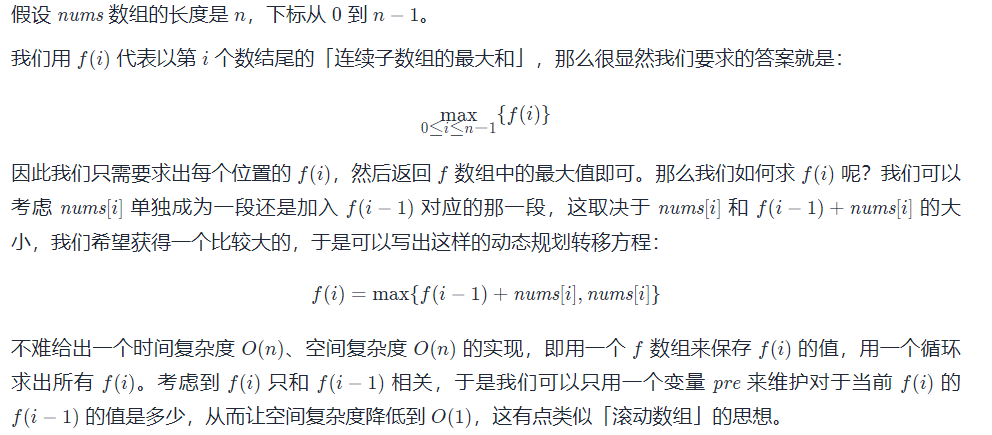 假设 nums 数组的长度是 n，下标从 0 到 n − 1。
我们用 f(i) 代表以第 i 个数结尾的「连续子数组的最大和」，那么很显然我们要求的答案就是：
max {f(i)}
0≤i≤n−1
因此我们只需要求出每个位置的 f(i)，然后返回 f 数组中的最大值即可。那么我们如何求 f(i) 呢？我们可以
考虑 nums[i] 单独成为一段还是加入 f(i − 1) 对应的那一段，这取决于 nums[i] 和 f(i − 1) + nums[i] 的大
小，我们希望获得一个比较大的，于是可以写出这样的动态规划转移方程：
f(i) = max{f(i − 1) + nums[i], nums[i]}
不难给出一个时间复杂度 O(n)、空间复杂度 O(n) 的实现，即用一个 f 数组来保存 f(i) 的值，用一个循环
求出所有 f(i)。考虑到 f(i) 只和 f(i − 1) 相关，于是我们可以只用一个变量 pre 来维护对于当前 f(i) 的
f(i − 1) 的值是多少，从而让空间复杂度降低到 O(1)，这有点类似「滚动数组」的思想。